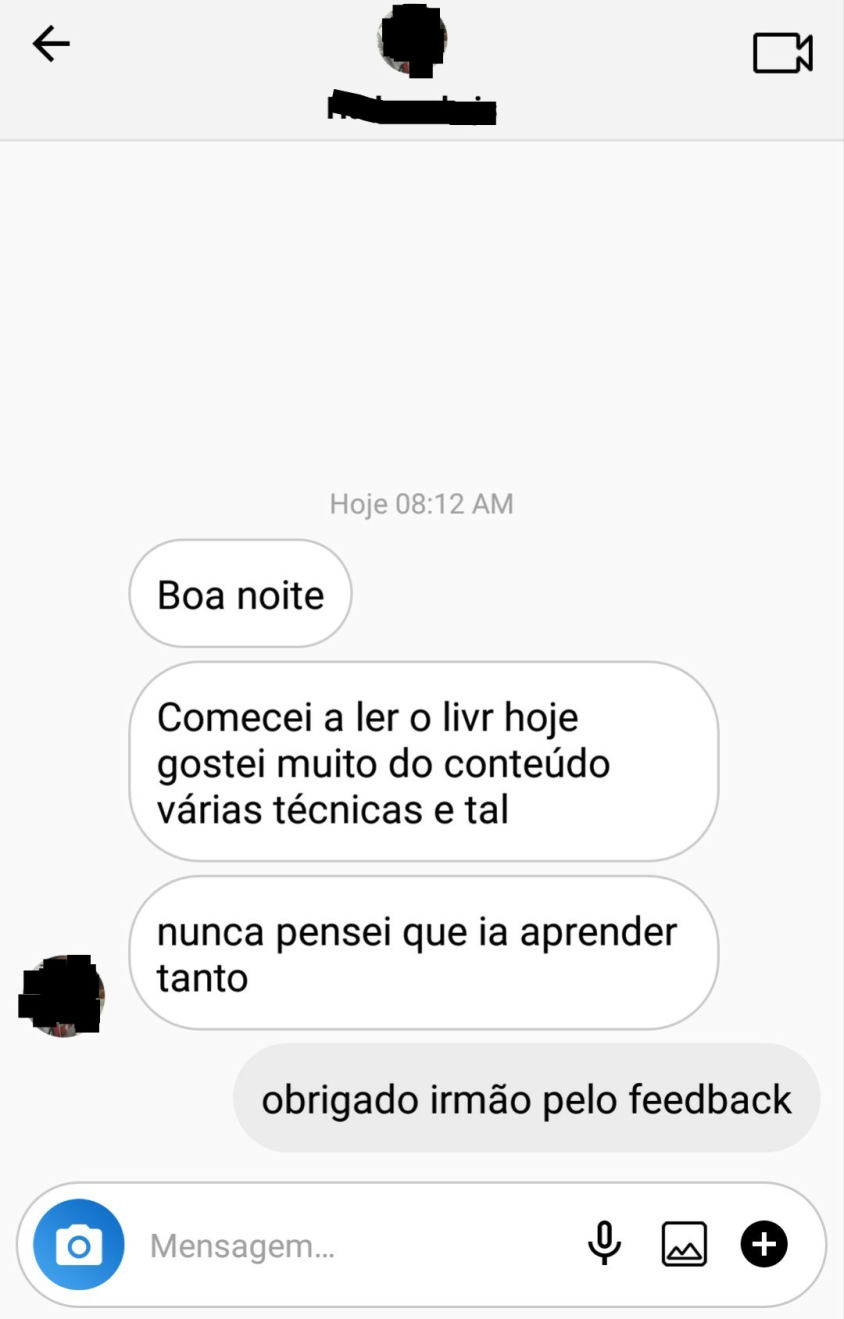 Hoje 08:12 AM
Boa noite
Comecei a ler o livr hoje
gostei muito do conteúdo
várias técnicas e tal
nunca pensei que ia aprender
tanto
obrigado irmão pelo feedback
Mensagem...